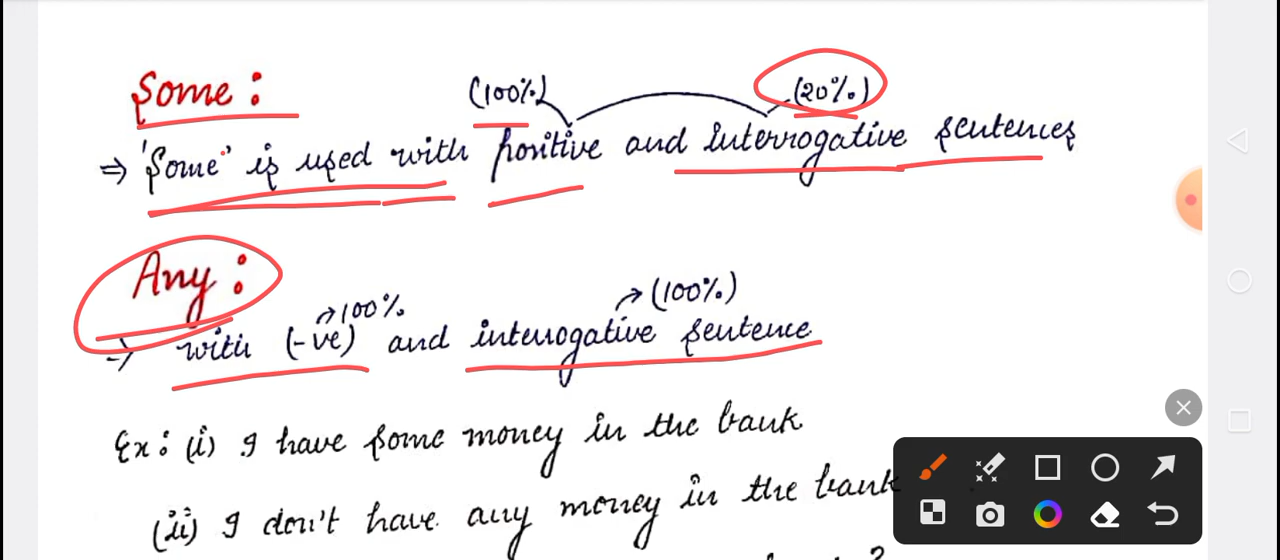 Some :
(100%) (20%)
⇒ 'Some' is used with positive and interrogative sentences
Any :
→100% → (100%)
→ with (-ve) and interrogative sentence
Ex: (i) I have some money in the bank
(ii) I don't have any money in the bank
?